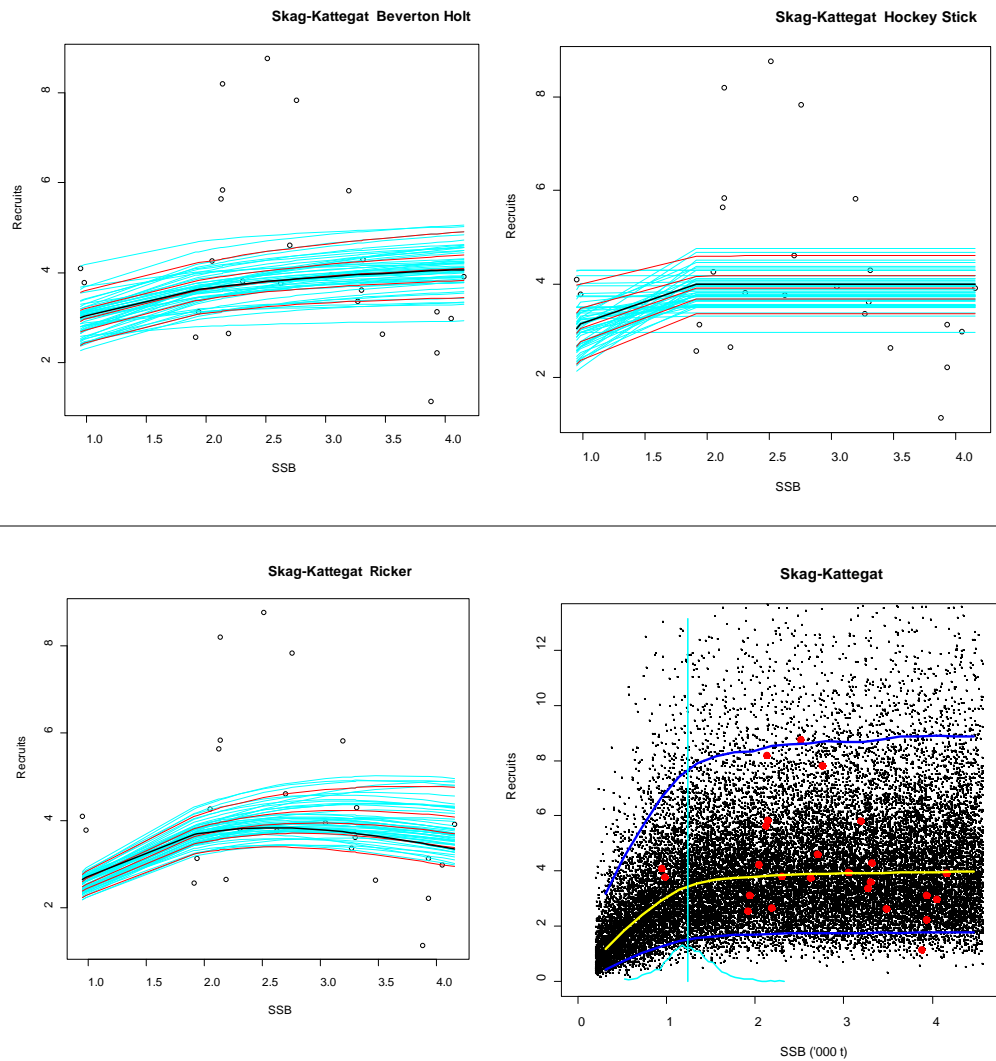 Skag-Kattegat Beverton Holt
Recruits
8
6
4
2
1.0 1.5 2.0 2.5 3.0 3.5 4.0
SSB
Skag-Kattegat Hockey Stick
Recruits
8
6
4
2
1.0 1.5 2.0 2.5 3.0 3.5 4.0
SSB
Skag-Kattegat Ricker
Recruits
8
6
4
2
1.0 1.5 2.0 2.5 3.0 3.5 4.0
SSB
Skag-Kattegat
Recruits
12
10
8
6
4
2
0
0 1 2 3 4
SSB ('000 t)